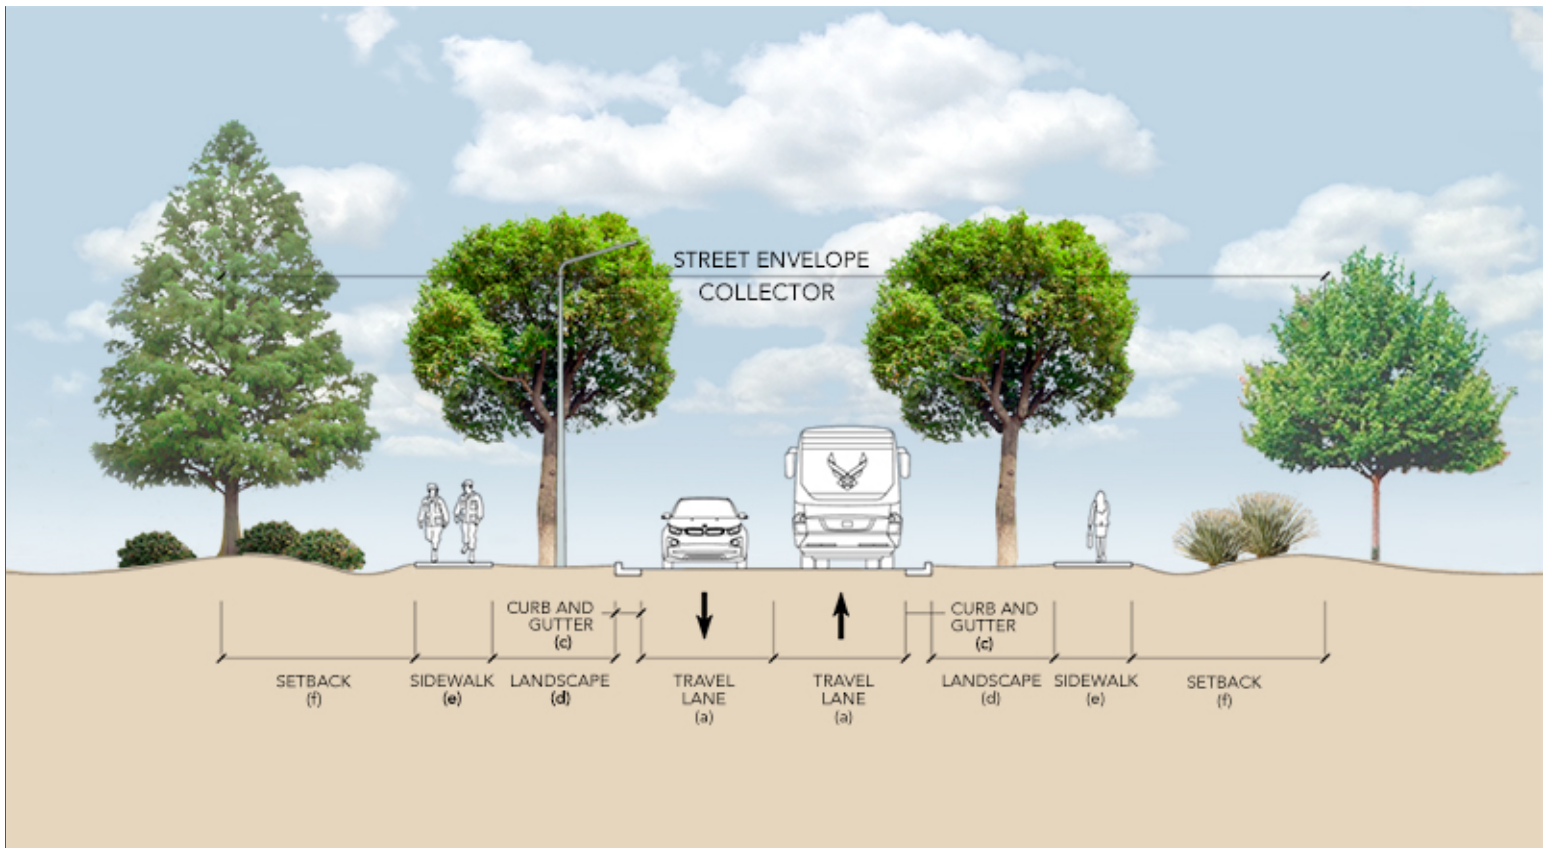 STREET ENVELOPE
COLLECTOR
CURB AND
GUTTER
(c)
CURB AND
GUTTER
(c)
SETBACK
(f)
SIDEWALK
(e)
LANDSCAPE
(d)
TRAVEL
LANE
(a)
TRAVEL
LANE
(a)
LANDSCAPE
(d)
SIDEWALK
(e)
SETBACK
(f)